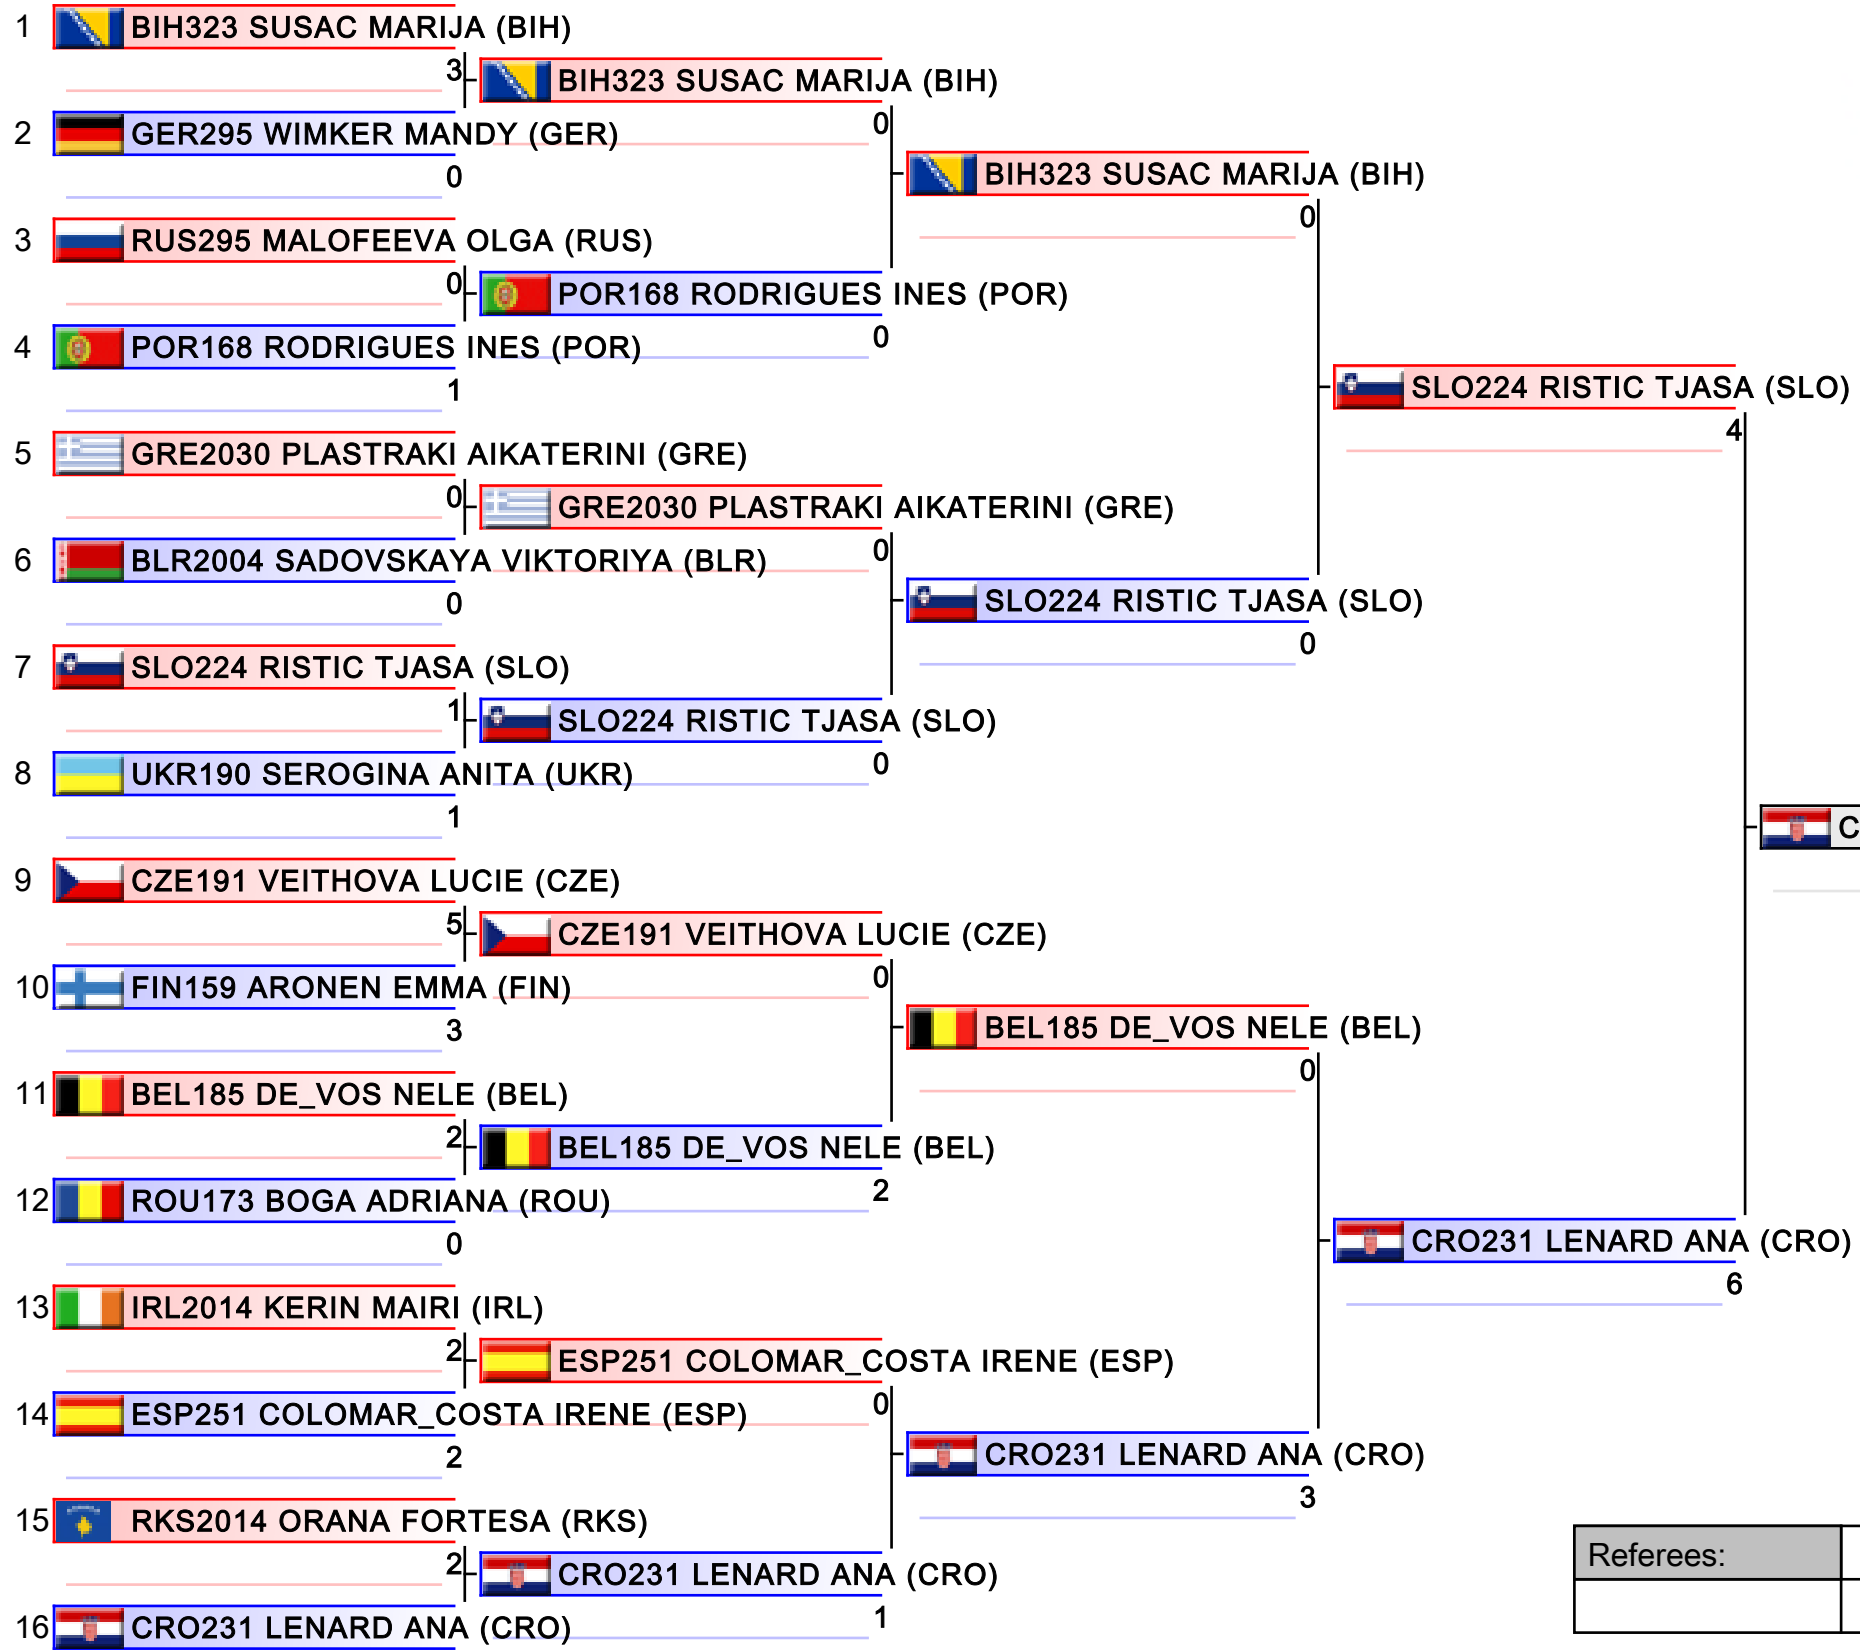 1 BIH323 SUSAC MARIJA (BIH)
3
BIH323 SUSAC MARIJA (BIH)
0
2 GER295 WIMKER MANDY (GER)
0
BIH323 SUSAC MARIJA (BIH)
0
3 RUS295 MALOFEEVA OLGA (RUS)
0
POR168 RODRIGUES INES (POR)
0
4 POR168 RODRIGUES INES (POR)
1
SLO224 RISTIC TJASA (SLO)
4
5 GRE2030 PLASTRAKI AIKATERINI (GRE)
0
GRE2030 PLASTRAKI AIKATERINI (GRE)
0
6 BLR2004 SADOVSKAYA VIKTORIYA (BLR)
0
SLO224 RISTIC TJASA (SLO)
0
7 SLO224 RISTIC TJASA (SLO)
1
SLO224 RISTIC TJASA (SLO)
0
8 UKR190 SEROGINA ANITA (UKR)
1
C
9 CZE191 VEITHOVA LUCIE (CZE)
5
CZE191 VEITHOVA LUCIE (CZE)
0
10 FIN159 ARONEN EMMA (FIN)
3
BEL185 DE_VOS NELE (BEL)
0
11 BEL185 DE_VOS NELE (BEL)
2
BEL185 DE_VOS NELE (BEL)
2
12 ROU173 BOGA ADRIANA (ROU)
0
CRO231 LENARD ANA (CRO)
6
13 IRL2014 KERIN MAIRI (IRL)
2
ESP251 COLOMAR_COSTA IRENE (ESP)
0
14 ESP251 COLOMAR_COSTA IRENE (ESP)
2
CRO231 LENARD ANA (CRO)
3
15 RKS2014 ORANA FORTESA (RKS)
2
CRO231 LENARD ANA (CRO)
1
16 CRO231 LENARD ANA (CRO)
Referees: